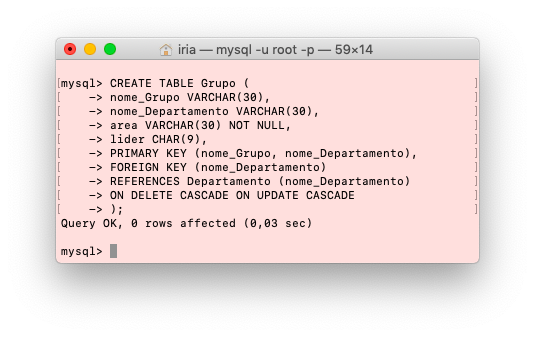 iria — mysql -u root -p — 59×14
[mysql> CREATE TABLE Grupo ( ]
[    -> nome_Grupo VARCHAR(30), ]
[    -> nome_Departamento VARCHAR(30), ]
[    -> area VARCHAR(30) NOT NULL, ]
[    -> lider CHAR(9), ]
[    -> PRIMARY KEY (nome_Grupo, nome_Departamento), ]
[    -> FOREIGN KEY (nome_Departamento) ]
[    -> REFERENCES Departamento (nome_Departamento) ]
[    -> ON DELETE CASCADE ON UPDATE CASCADE ]
[    -> ); ]
Query OK, 0 rows affected (0,03 sec)
mysql>